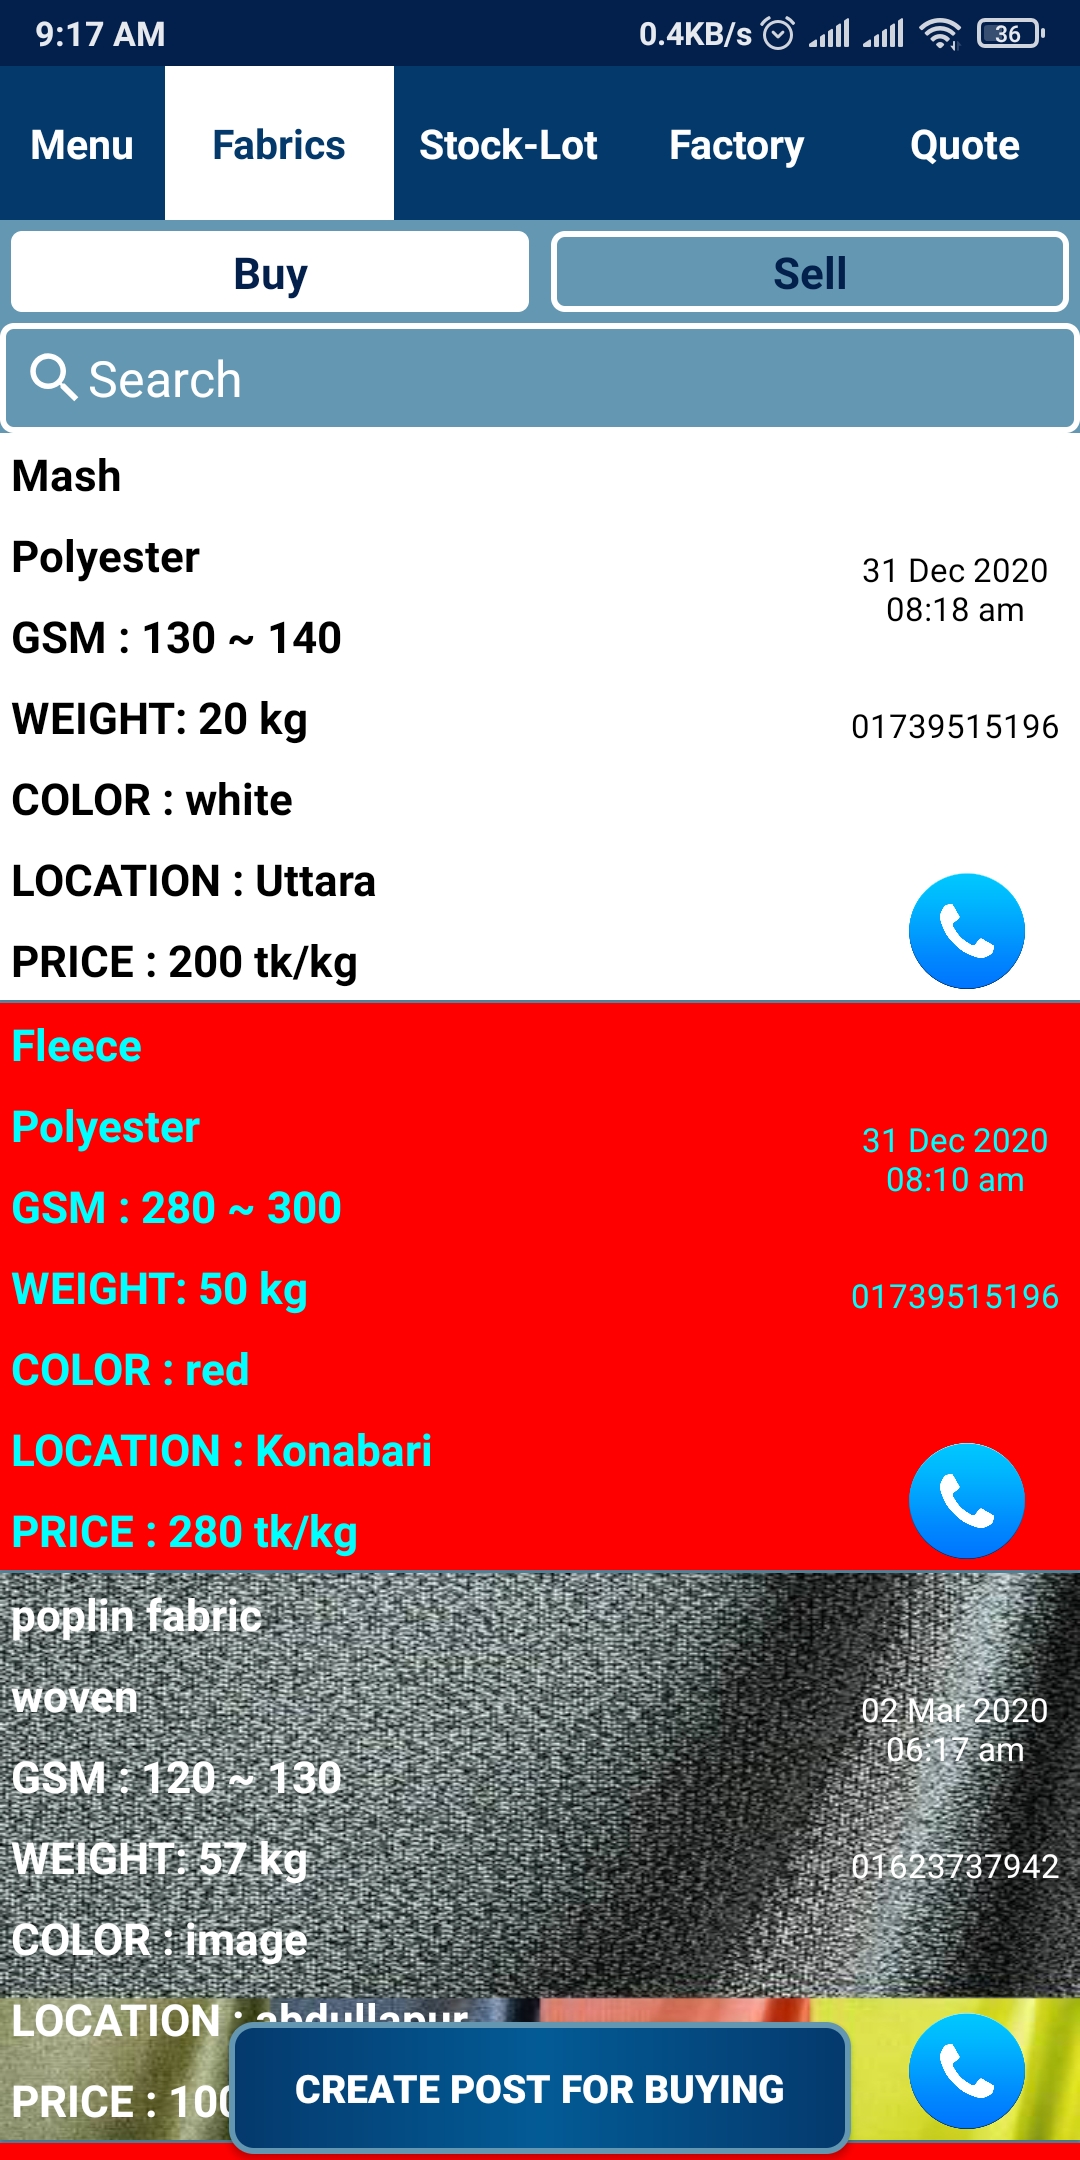 9:17 AM 0.4KB/s 36
Menu Fabrics Stock-Lot Factory Quote
Buy Sell
Search
Mash
Polyester
31 Dec 2020
08:18 am
GSM : 130 ~ 140
WEIGHT: 20 kg
01739515196
COLOR : white
LOCATION : Uttara
PRICE : 200 tk/kg
Fleece
Polyester
31 Dec 2020
08:10 am
GSM : 280 ~ 300
WEIGHT: 50 kg
01739515196
COLOR : red
LOCATION : Konabari
PRICE : 280 tk/kg
poplin fabric
woven
02 Mar 2020
06:17 am
GSM : 120 ~ 130
WEIGHT: 57 kg
01623737942
COLOR : image
LOCATION : abdullapur
PRICE :
CREATE POST FOR BUYING